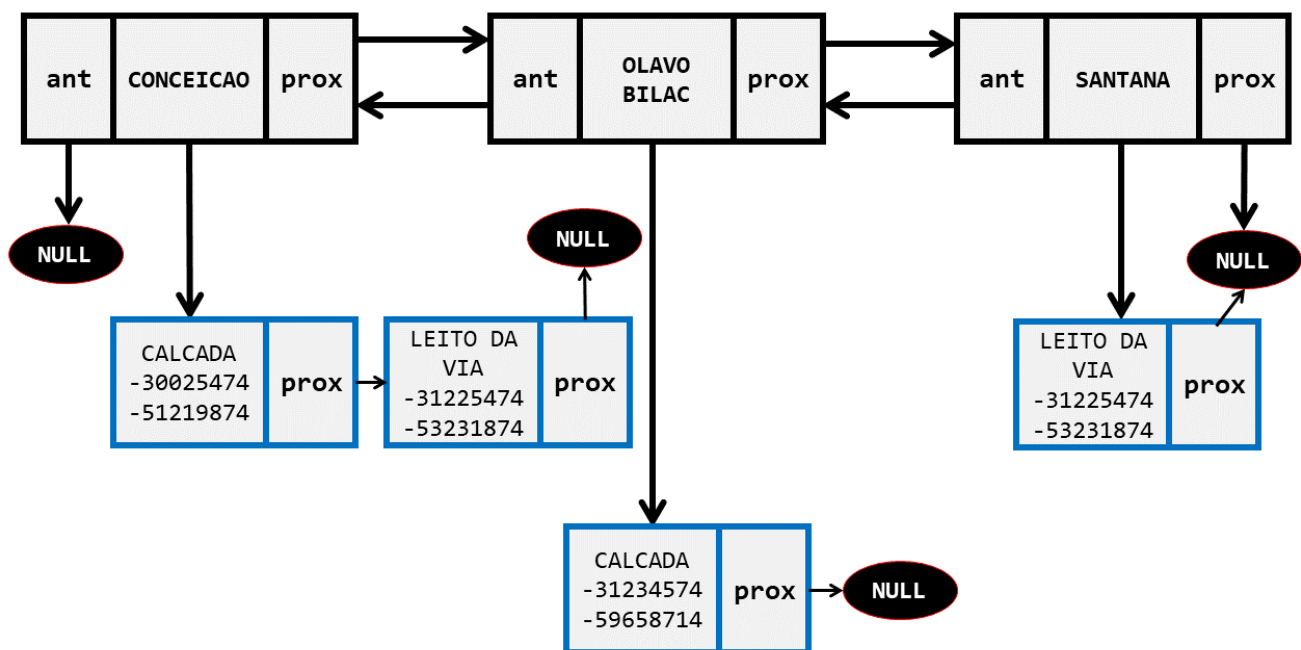 ant
CONCEICAO
prox
ant
OLAVO
BILAC
prox
ant
SANTANA
prox
NULL
NULL
NULL
CALCADA
-30025474
-51219874
prox
LEITO DA
VIA
-31225474
-53231874
prox
LEITO DA
VIA
-31225474
-53231874
prox
CALCADA
-31234574
-59658714
prox
NULL